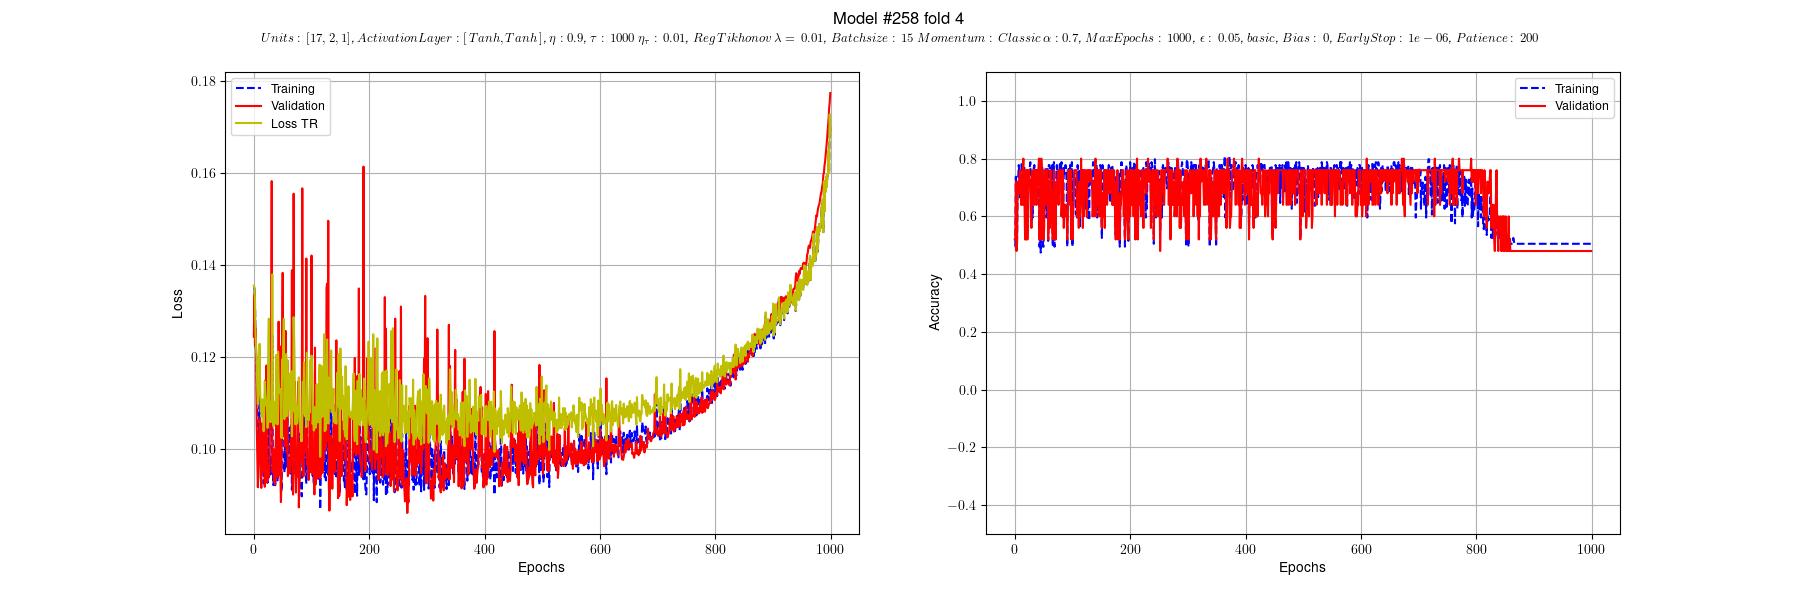 Model #258 fold 4
Units : [17, 2, 1], ActivationLayer : [Tanh, Tanh], η : 0.9, τ : 1000 ητ : 0.01, RegTikhonov λ = 0.01, Batchsize : 15 Momentum : Classic α : 0.7, MaxEpochs : 1000, ϵ : 0.05, basic, Bias : 0, EarlyStop : 1e − 06, Patience : 200
Training
Validation
Loss TR
0.18
0.16
0.14
0.12
0.10
Loss
0 200 400 600 800 1000
Epochs
Training
Validation
1.0
0.8
0.6
0.4
0.2
0.0
−0.2
−0.4
Accuracy
0 200 400 600 800 1000
Epochs